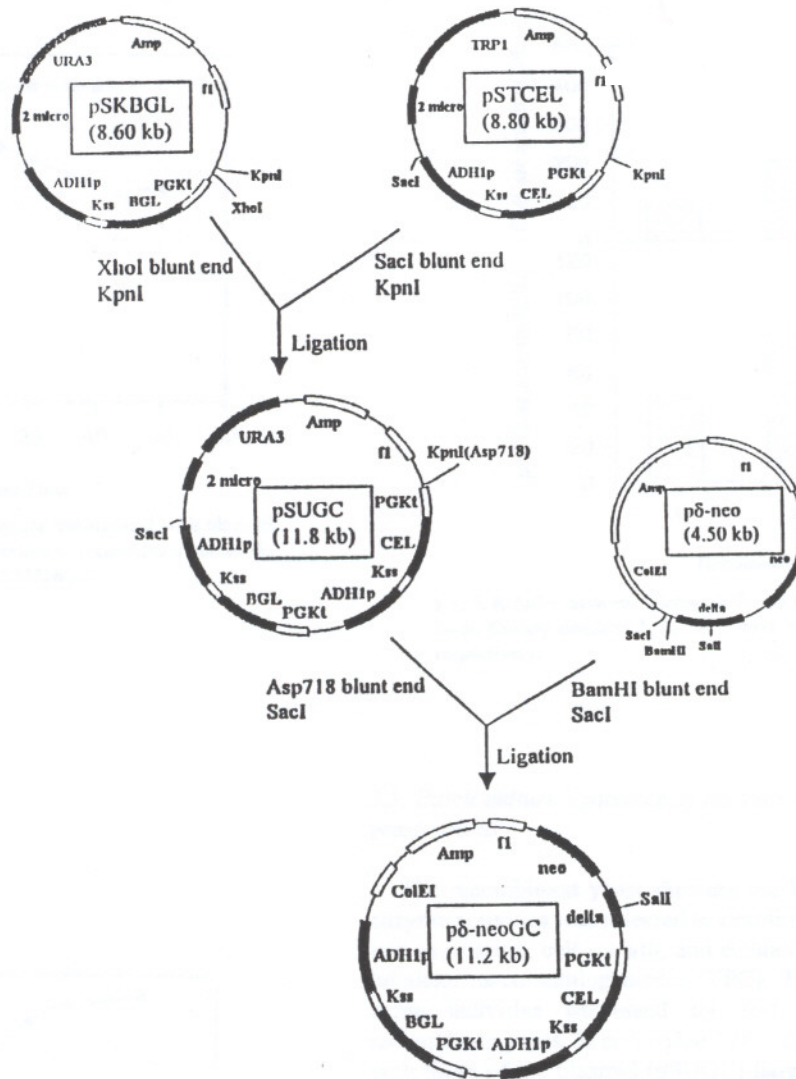 URA3
Amp
f1
2 micro
pSKBGL
(8.60 kb)
KpnI
XhoI
PGKt
BGL
Kss
ADH1p
TRP1
Amp
f1
2 micro
pSTCEL
(8.80 kb)
SacI
KpnI
ADH1p
Kss
CEL
PGKt
XhoI blunt end
KpnI
SacI blunt end
KpnI
Ligation
URA3
Amp
f1
KpnI(Asp718)
2 micro
pSUGC
(11.8 kb)
PGKt
SacI
ADH1p
CEL
Kss
Kss
BGL
PGKt
ADH1p
f1
Amp
pδ-neo
(4.50 kb)
neo
ColEI
delta
SacI
BamHI
SalI
Asp718 blunt end
SacI
BamHI blunt end
SacI
Ligation
f1
Amp
neo
ColEI
SalI
delta
pδ-neoGC
(11.2 kb)
ADH1p
PGKt
Kss
CEL
BGL
Kss
PGKt
ADH1p